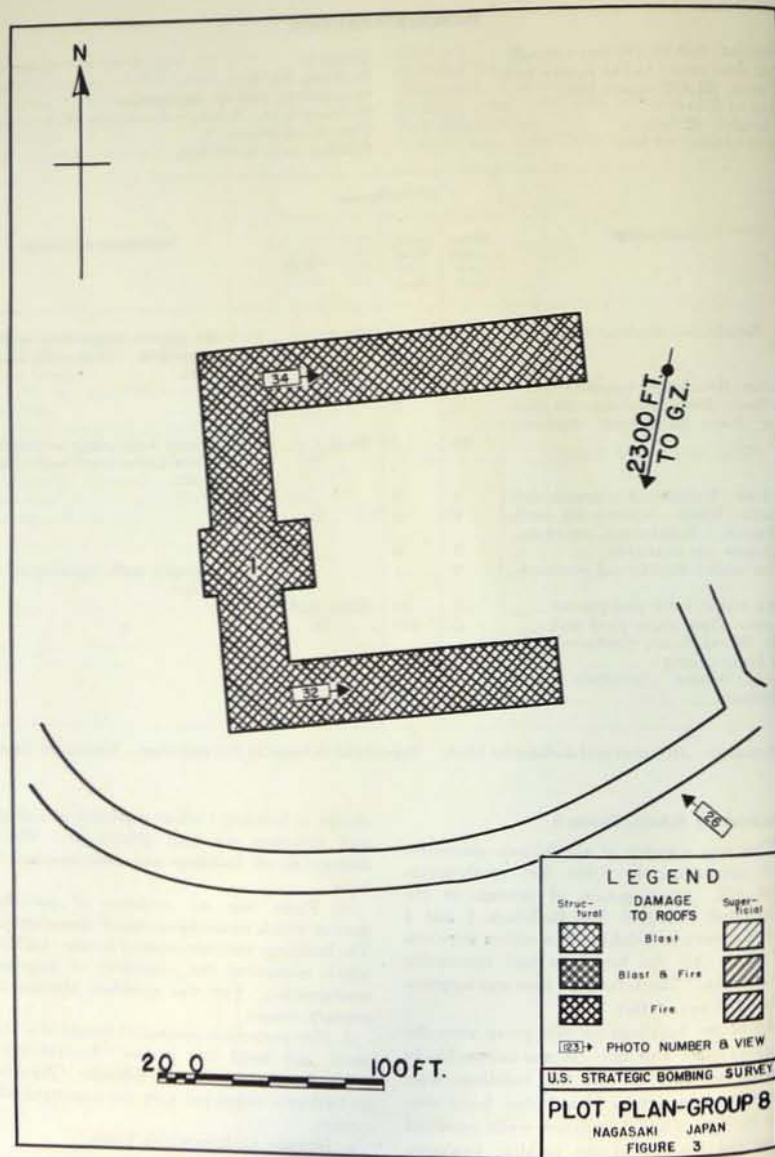 N
34
2300 FT.
TO G.Z.
1
32
26
20 0 100 FT.
LEGEND
Struc-
tural
DAMAGE
TO ROOFS
Super-
ficial
Blast
Blast & Fire
Fire
123 PHOTO NUMBER & VIEW
U.S. STRATEGIC BOMBING SURVEY
PLOT PLAN-GROUP 8
NAGASAKI JAPAN
FIGURE 3